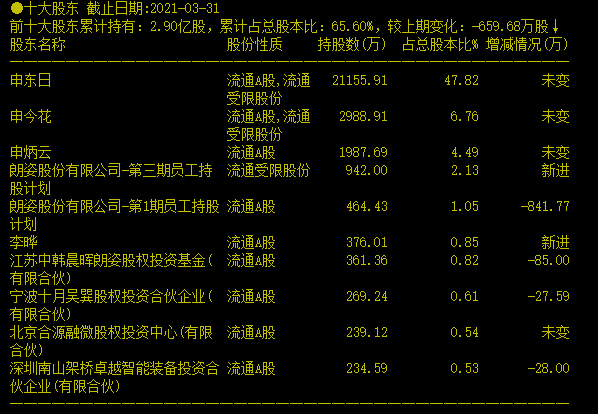 ●十大股东 截止日期:2021-03-31
前十大股东累计持有: 2.90亿股, 累计占总股本比: 65.60%, 较上期变化: -659.68万股↓
股东名称 股份性质 持股数(万) 占总股本比% 增减情况(万)
申东日 流通A股,流通 21155.91 47.82 未变
受限股份
申今花 流通A股,流通 2988.91 6.76 未变
受限股份
申炳云 流通A股 1987.69 4.49 未变
朗姿股份有限公司-第三期员工持 流通受限股份 942.00 2.13 新进
股计划
朗姿股份有限公司-第1期员工持股 流通A股 464.43 1.05 -841.77
计划
李晔 流通A股 376.01 0.85 新进
江苏中韩晨晖朗姿股权投资基金( 流通A股 361.36 0.82 -85.00
有限合伙)
宁波十月吴巽股权投资合伙企业( 流通A股 269.24 0.61 -27.59
有限合伙)
北京合源融微股权投资中心(有限 流通A股 239.12 0.54 未变
合伙)
深圳南山架桥卓越智能装备投资合 流通A股 234.59 0.53 -28.00
伙企业(有限合伙)